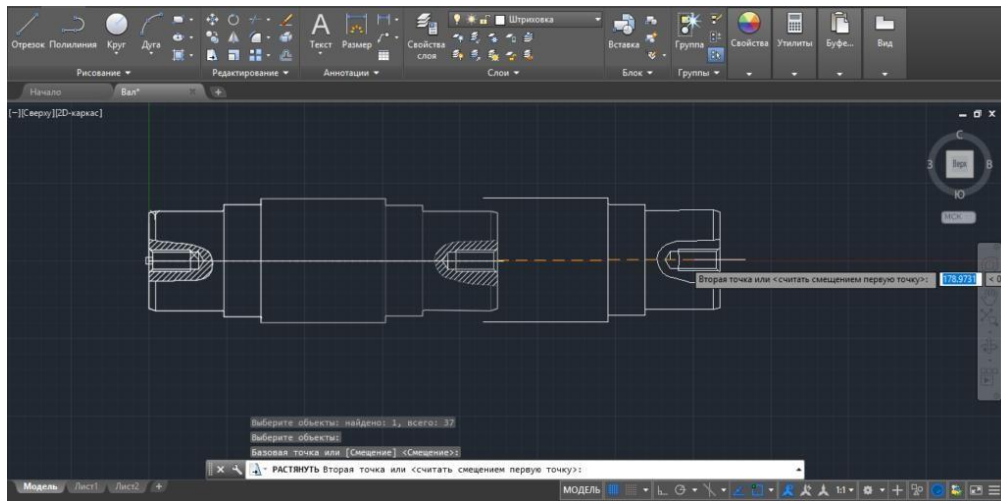 Отрезок Полилиния Круг Дуга
Текст Размер
Свойства слоя
Штриховка
Вставка
Группа
Свойства Утилиты Буфе... Вид
Рисование Редактирование Аннотации Слои Блок Группы
Начало Вал*
[−][Сверху][2D-каркас]
С
З Верх В
Ю
МСК
Вторая точка или <считать смещением первую точку>: 178.9731 < 0
Выберите объекты: найдено: 1, всего: 37
Выберите объекты:
Базовая точка или [Смещение] <Смещение>:
РАСТЯНУТЬ Вторая точка или <считать смещением первую точку>:
Модель Лист1 Лист2 +
МОДЕЛЬ 1:1